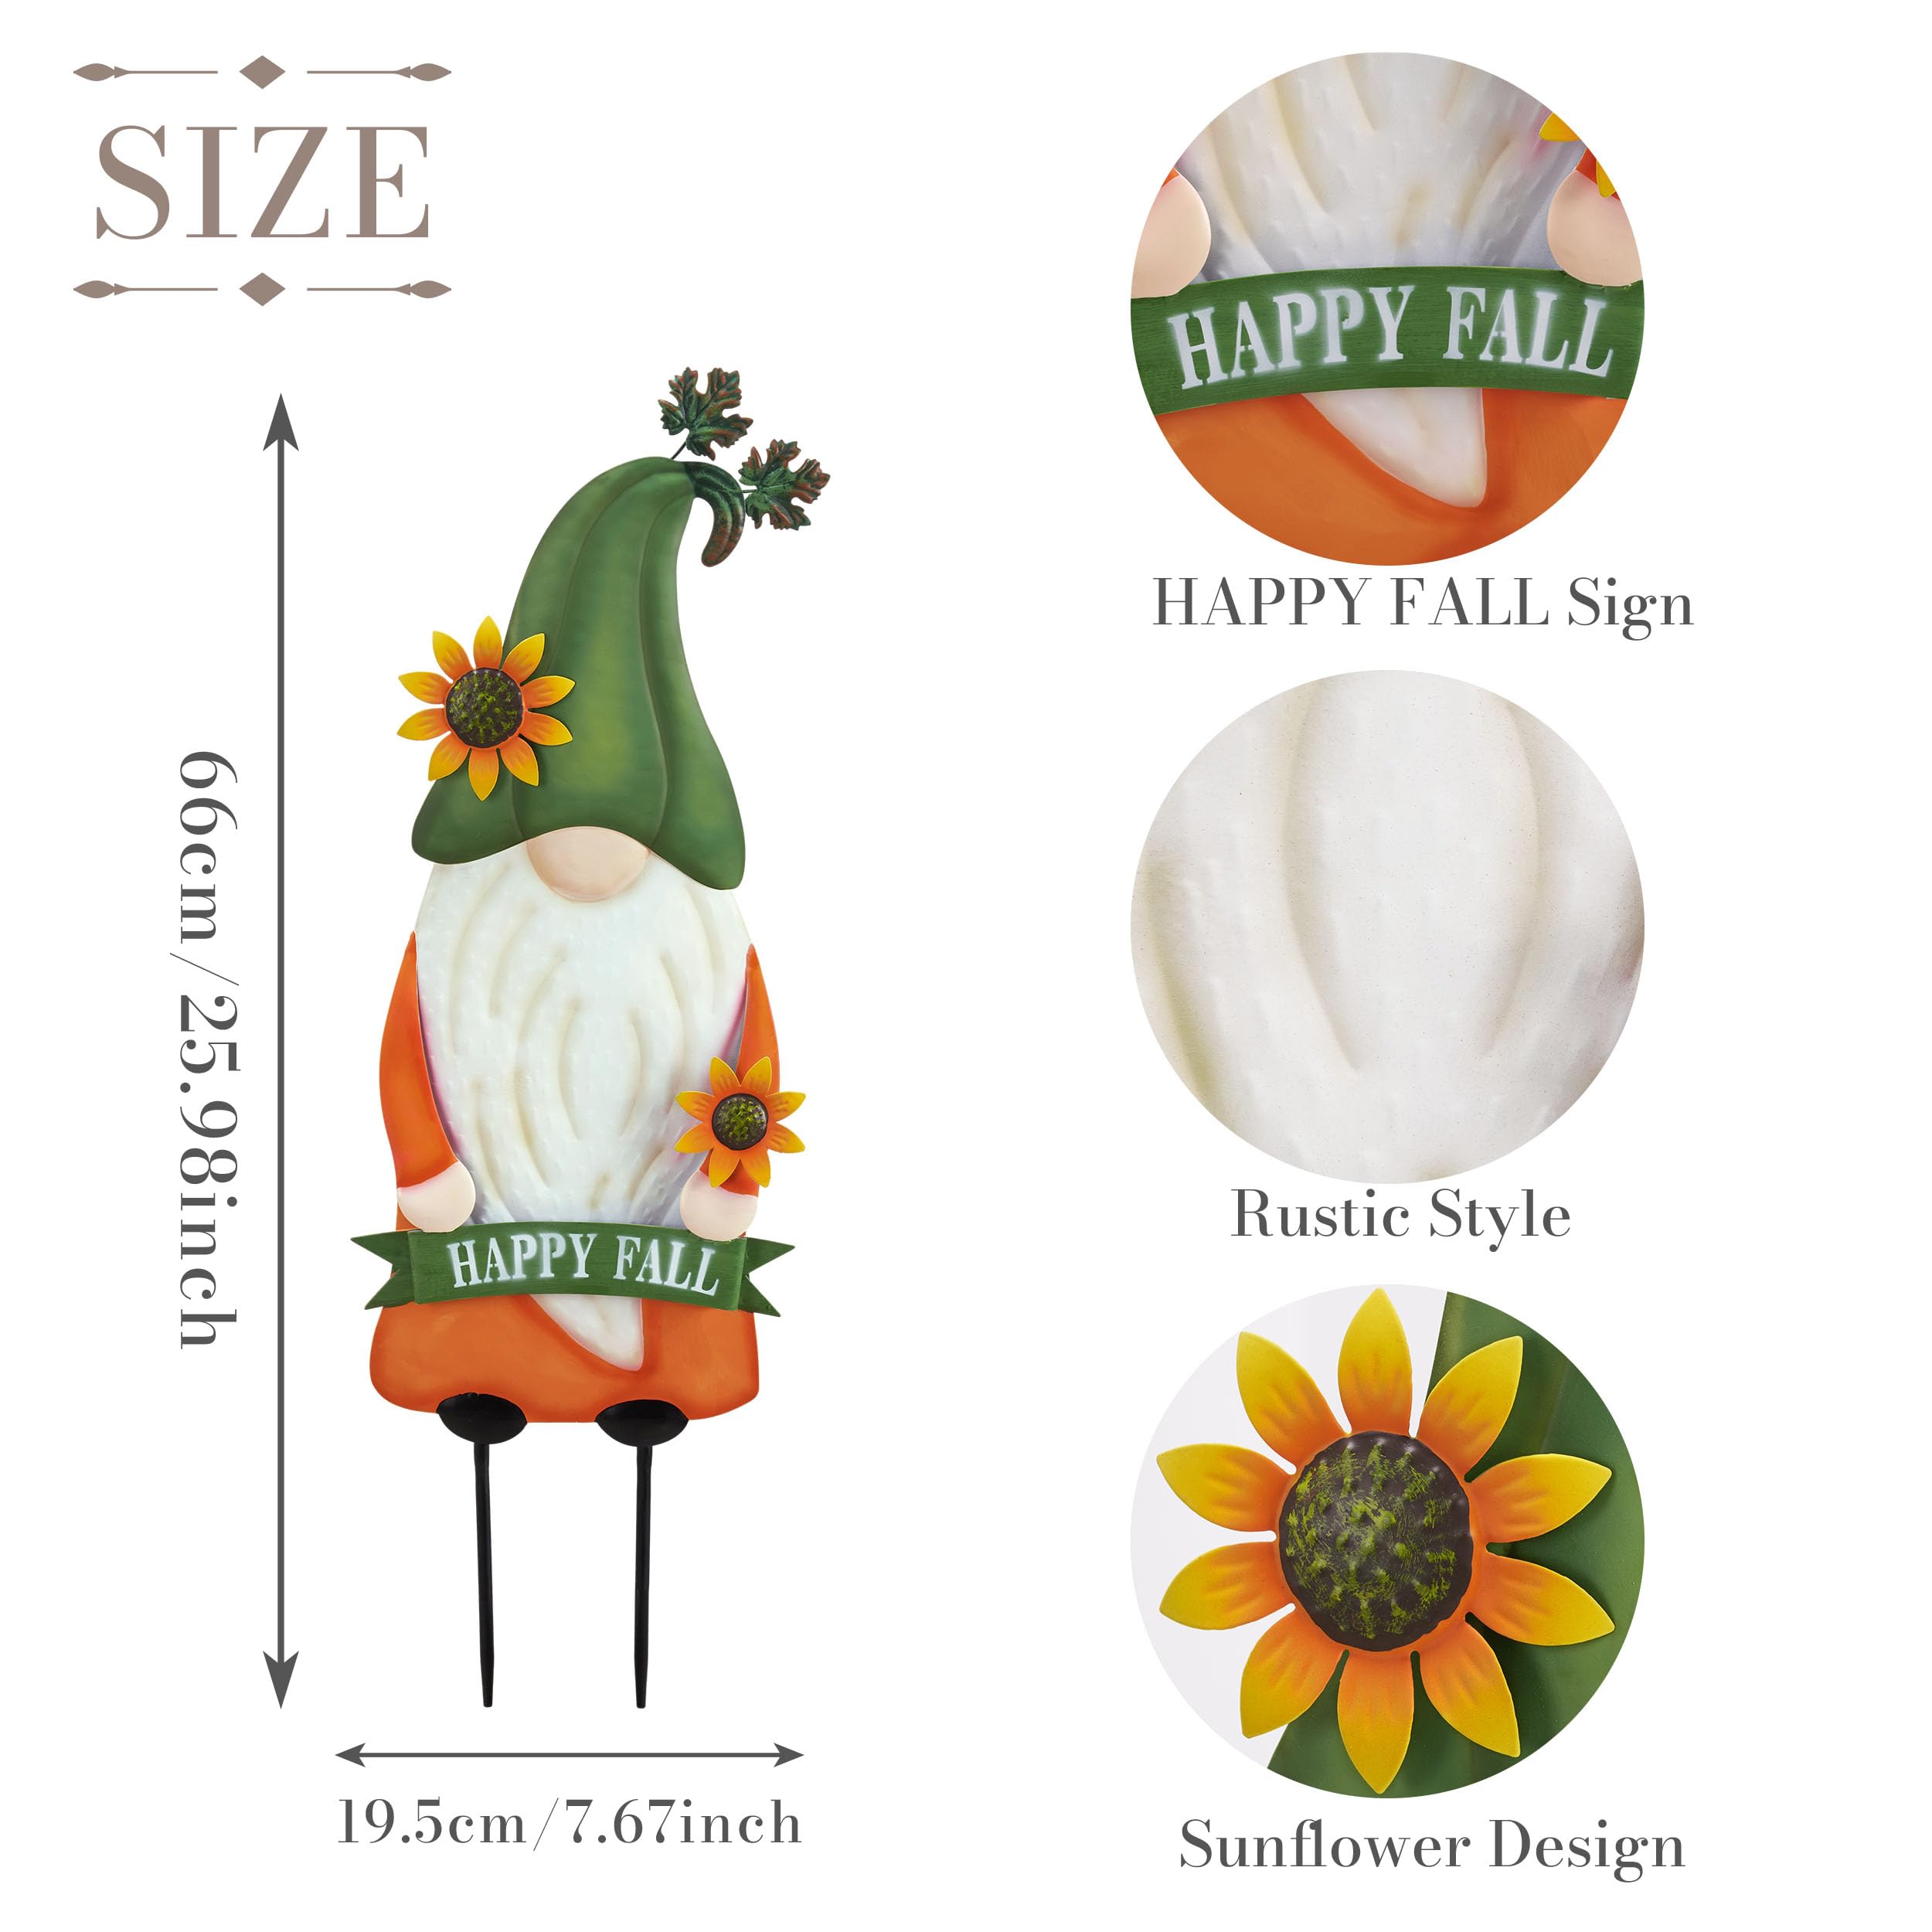 SIZE
66cm/25.98inch
HAPPY FALL
19.5cm/7.67inch
HAPPY FALL
HAPPY FALL Sign
Rustic Style
Sunflower Design